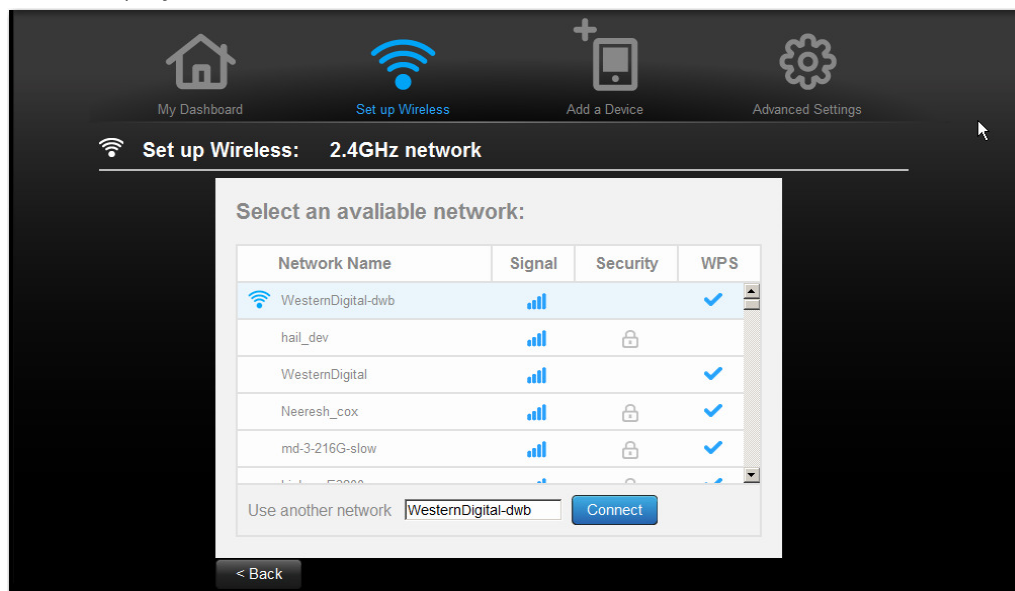 My Dashboard Set up Wireless Add a Device Advanced Settings
Set up Wireless: 2.4GHz network
Select an avaliable network:
Network Name Signal Security WPS
WesternDigital-dwb
hail_dev
WesternDigital
Neeresh_cox
md-3-216G-slow
Use another network WesternDigital-dwb Connect
< Back